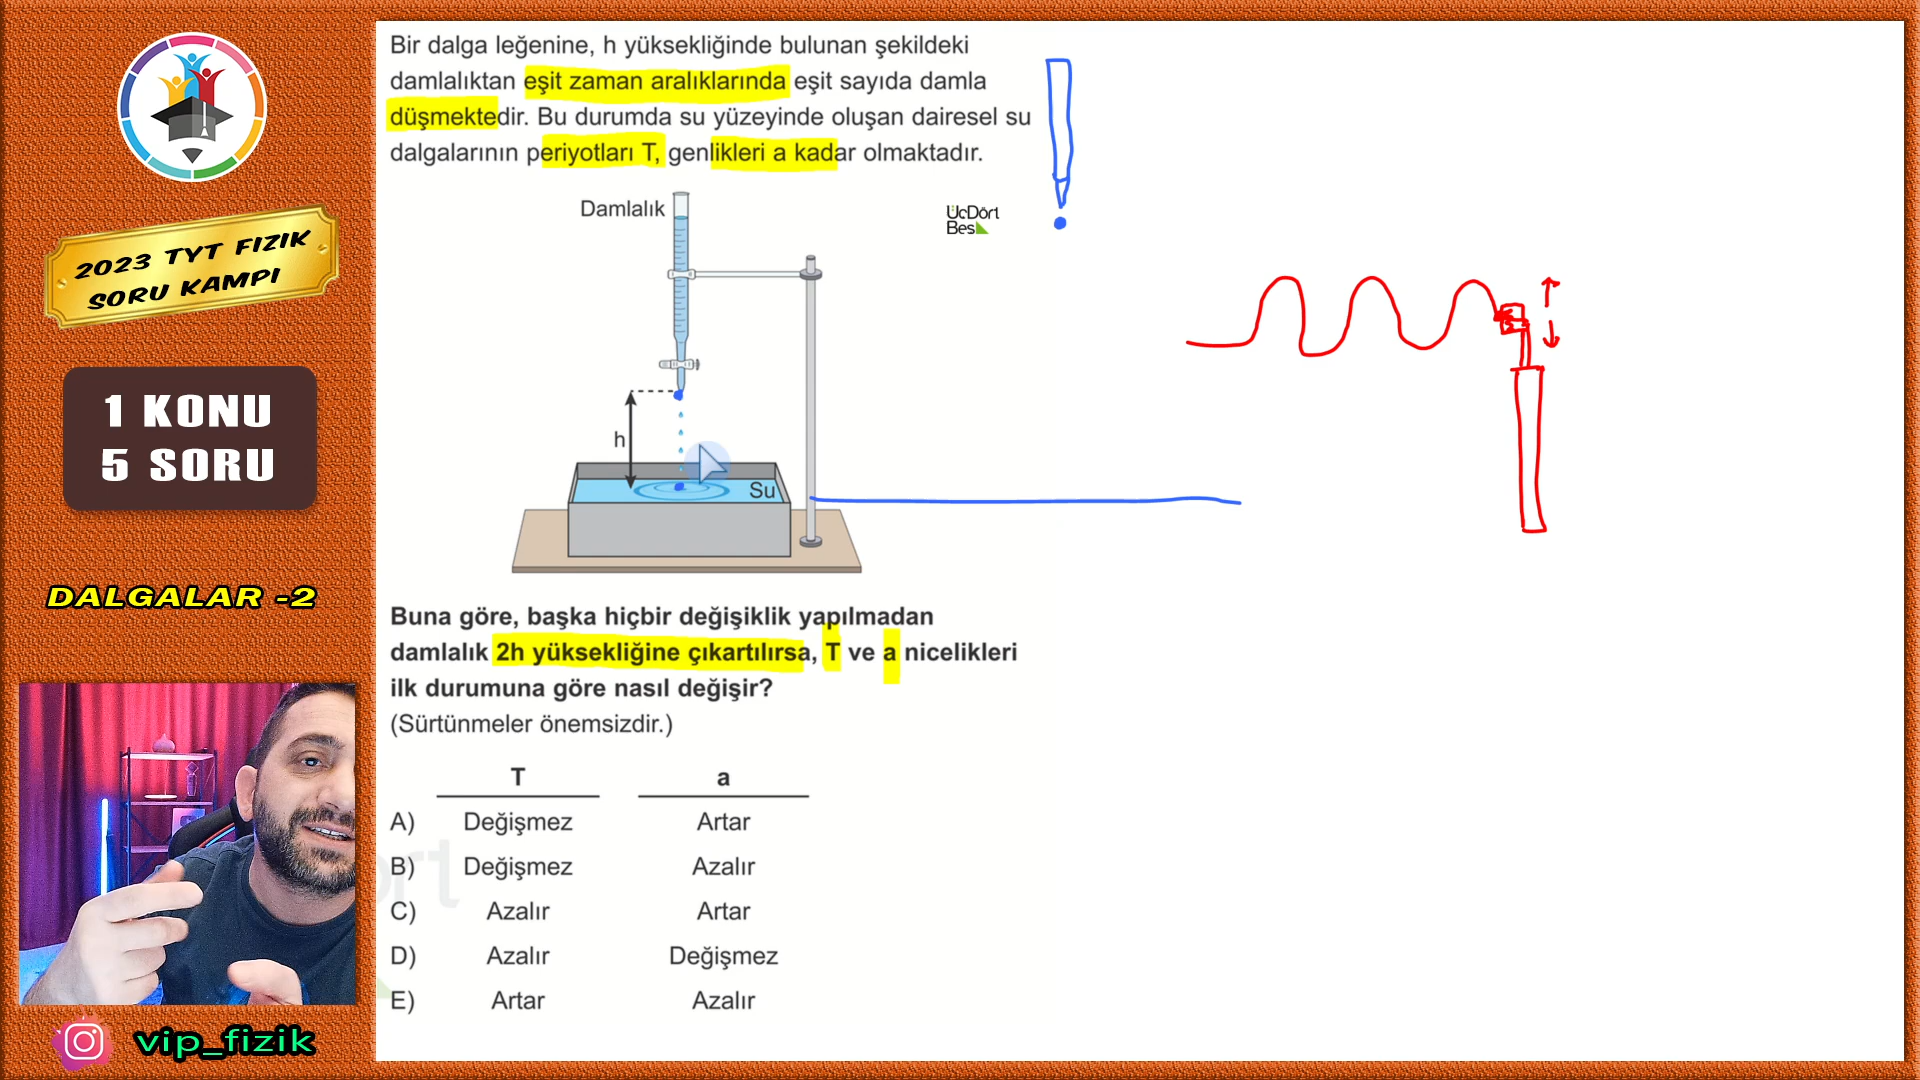 2023 TYT FIZIK
SORU KAMPI
1 KONU
5 SORU
DALGALAR -2
vip_fizik
Bir dalga leğenine, h yüksekliğinde bulunan şekildeki
damlalıktan eşit zaman aralıklarında eşit sayıda damla
düşmektedir. Bu durumda su yüzeyinde oluşan dairesel su
dalgalarının periyotları T, genlikleri a kadar olmaktadır.
Damlalık
ÜçDört
Beş
h
Su
Buna göre, başka hiçbir değişiklik yapılmadan
damlalık 2h yüksekliğine çıkartılırsa, T ve a nicelikleri
ilk durumuna göre nasıl değişir?
(Sürtünmeler önemsizdir.)
T a
A) Değişmez Artar
B) Değişmez Azalır
C) Azalır Artar
D) Azalır Değişmez
E) Artar Azalır